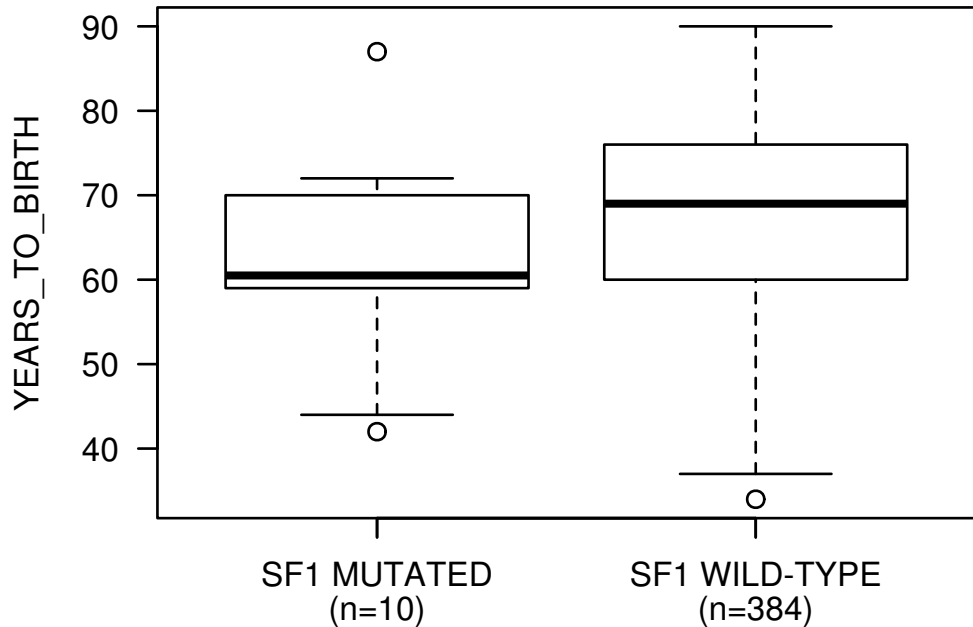 YEARS_TO_BIRTH
90
80
70
60
50
40
SF1 MUTATED
(n=10)
SF1 WILD-TYPE
(n=384)